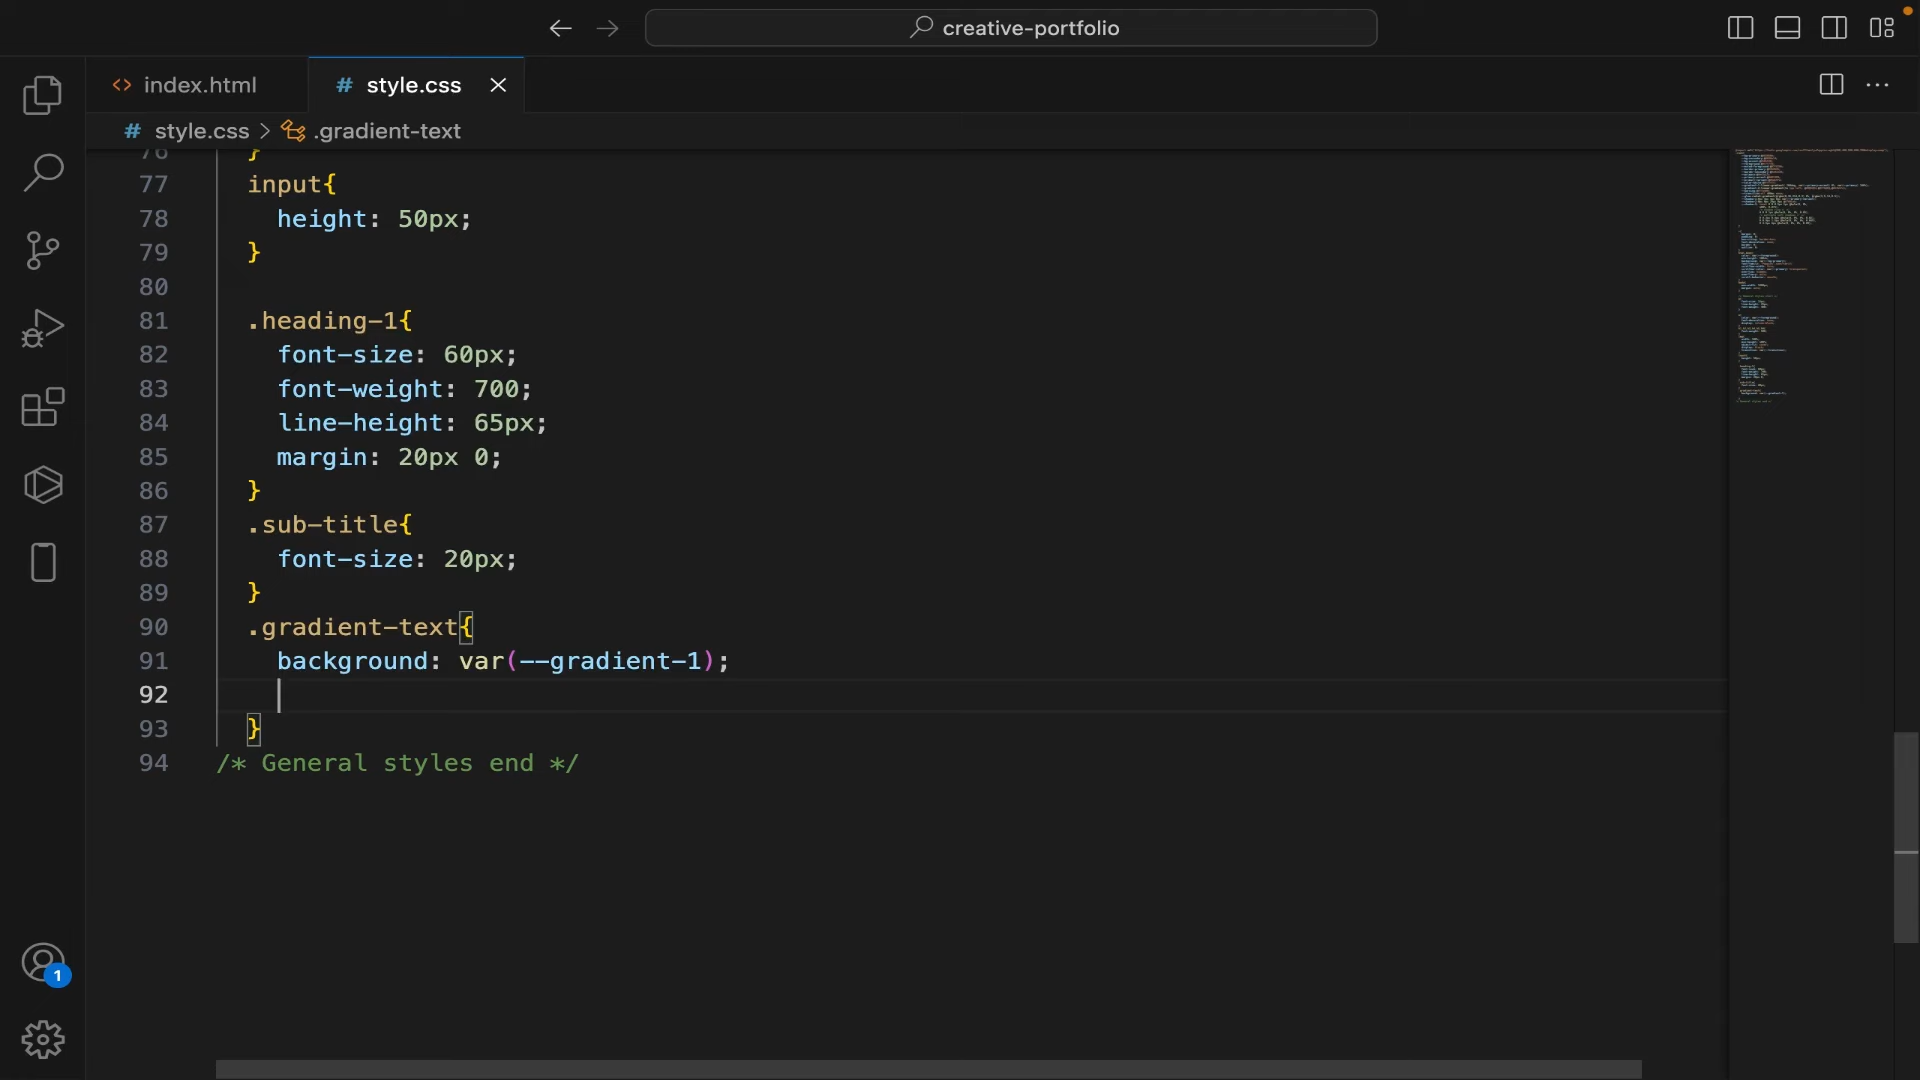 creative-portfolio
index.html
# style.css
# style.css > .gradient-text
76 }
77 input{
78 height: 50px;
79 }
80
81 .heading-1{
82 font-size: 60px;
83 font-weight: 700;
84 line-height: 65px;
85 margin: 20px 0;
86 }
87 .sub-title{
88 font-size: 20px;
89 }
90 .gradient-text{
91 background: var(--gradient-1);
92
93 }
94 /* General styles end */
1